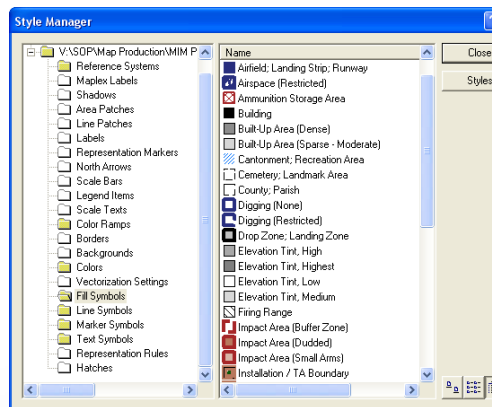 Style Manager
V:\SOP\Map Production\MIM P
Reference Systems
Maplex Labels
Shadows
Area Patches
Line Patches
Labels
Representation Markers
North Arrows
Scale Bars
Legend Items
Scale Texts
Color Ramps
Borders
Backgrounds
Colors
Vectorization Settings
Fill Symbols
Line Symbols
Marker Symbols
Text Symbols
Representation Rules
Hatches
Name
Airfield; Landing Strip; Runway
Airspace (Restricted)
Ammunition Storage Area
Building
Built-Up Area (Dense)
Built-Up Area (Sparse - Moderate)
Cantonment; Recreation Area
Cemetery; Landmark Area
County; Parish
Digging (None)
Digging (Restricted)
Drop Zone; Landing Zone
Elevation Tint, High
Elevation Tint, Highest
Elevation Tint, Low
Elevation Tint, Medium
Firing Range
Impact Area (Buffer Zone)
Impact Area (Dudded)
Impact Area (Small Arms)
Installation / TA Boundary
Close
Styles